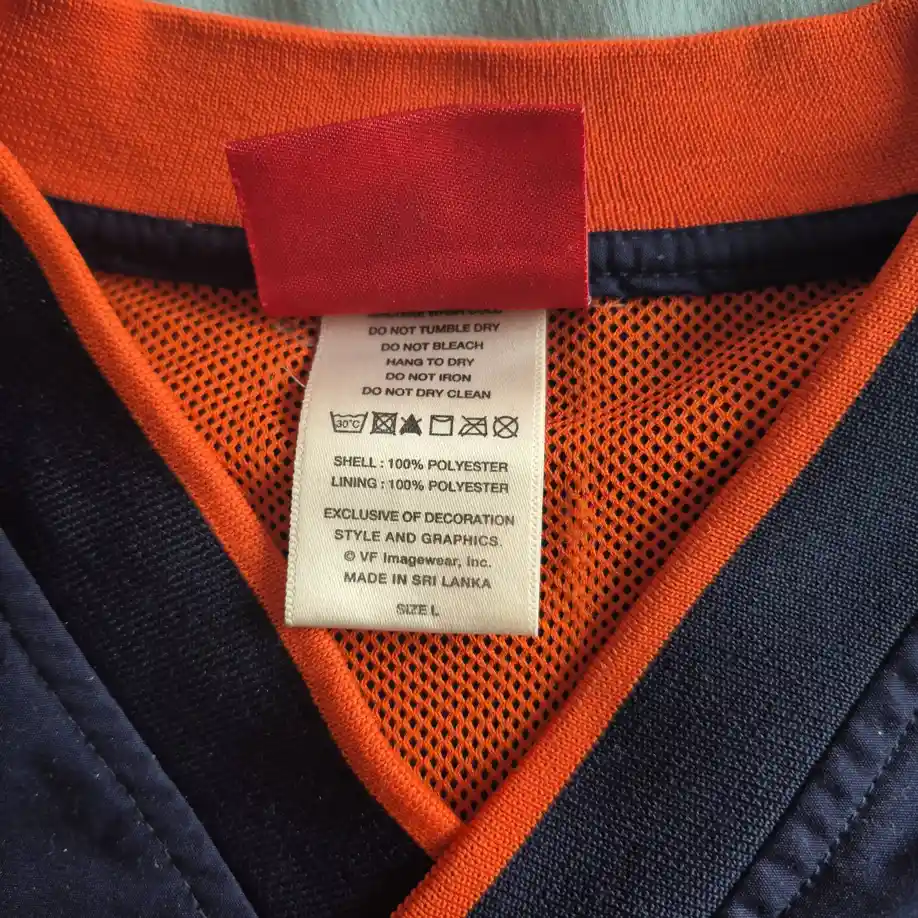 DO NOT TUMBLE DRY
DO NOT BLEACH
HANG TO DRY
DO NOT IRON
DO NOT DRY CLEAN
30°C
SHELL : 100% POLYESTER
LINING : 100% POLYESTER
EXCLUSIVE OF DECORATION
STYLE AND GRAPHICS.
© VF Imagewear, Inc.
MADE IN SRI LANKA
SIZE L